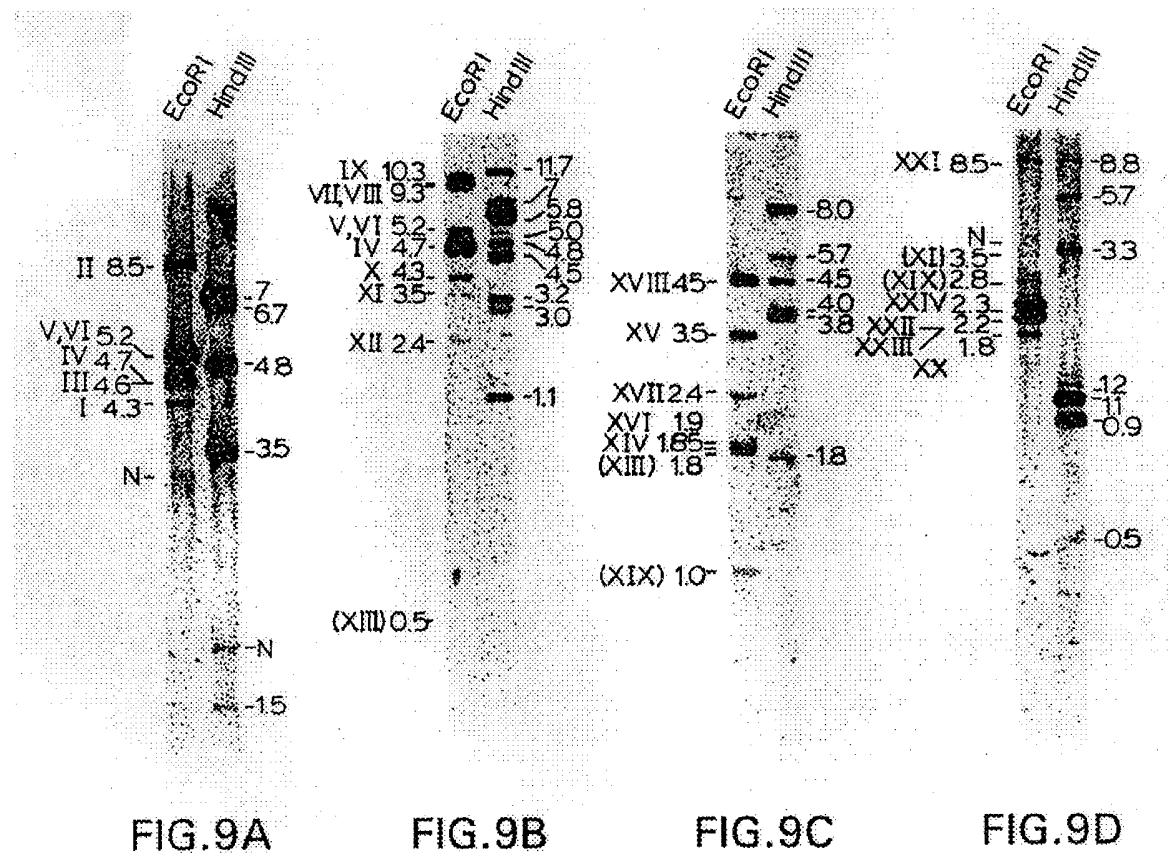 EcoRI
HindIII
II 8.5-
V,VI 5.2
IV 4.7
III 4.6
I 4.3
N-
-7
6.7
-4.8
-3.5
-N
-1.5
FIG.9A
EcoRI
HindIII
IX 10.3
VII,VIII 9.3
V,VI 5.2
IV 4.7
X 4.3
XI 3.5
XII 2.4
(XIII) 0.5
-11.7
7
5.8
5.0
4.8
4.5
-3.2
3.0
-1.1
FIG.9B
EcoRI
HindIII
XVIII 4.5
XV 3.5
XVII 2.4
XVI 1.9
XIV 1.85
(XIII) 1.8
(XIX) 1.0
-8.0
-5.7
-4.5
-4.0
-3.8
-1.8
FIG.9C
EcoRI
HindIII
XXI 8.5
N
(XII) 3.5
(XIX) 2.8
XXIV 2.3
XXII 2.2
XXIII 1.8
XX
-8.8
-5.7
-3.3
-1.2
1.1
-0.9
-0.5
FIG.9D